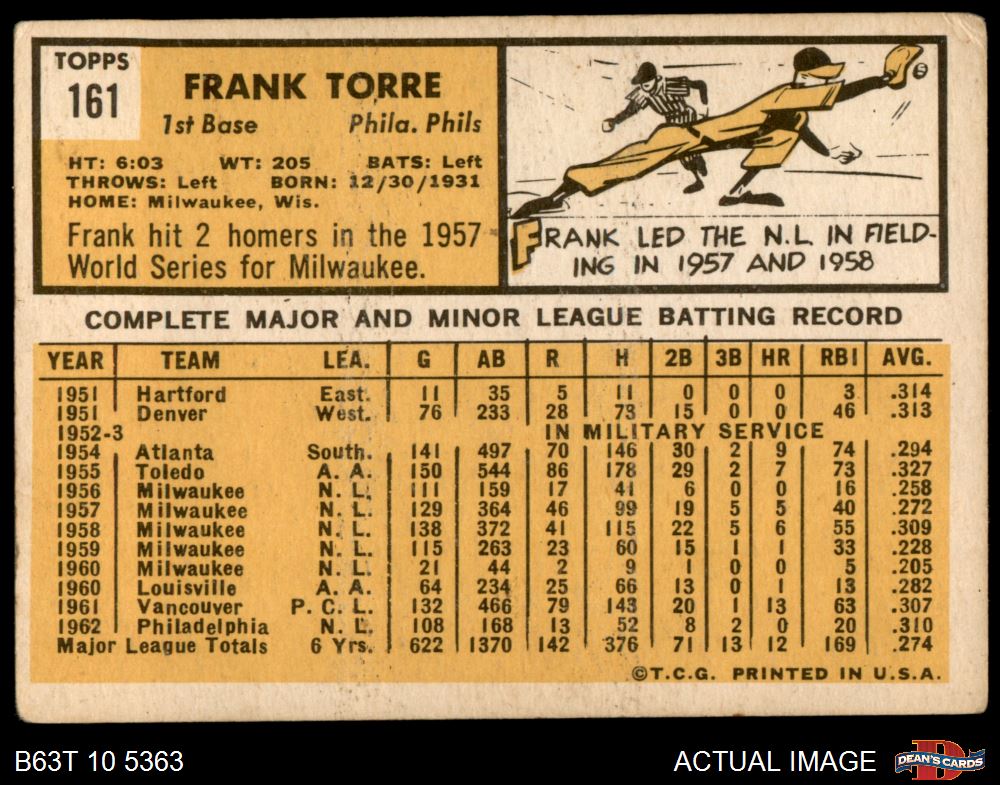 TOPPS
161
FRANK TORRE
1st Base Phila. Phils
HT: 6:03 WT: 205 BATS: Left
THROWS: Left BORN: 12/30/1931
HOME: Milwaukee, Wis.
Frank hit 2 homers in the 1957
World Series for Milwaukee.
FRANK LED THE N.L. IN FIELD-
ING IN 1957 AND 1958
COMPLETE MAJOR AND MINOR LEAGUE BATTING RECORD
YEAR TEAM LEA. G AB R H 2B 3B HR RBI AVG.
1951 Hartford East. 11 35 5 11 0 0 0 3 .314
1951 Denver West. 76 233 28 73 15 0 0 46 .313
1952-3 IN MILITARY SERVICE
1954 Atlanta South. 141 497 70 146 30 2 9 74 .294
1955 Toledo A. A. 150 544 86 178 29 2 7 73 .327
1956 Milwaukee N. L. 111 159 17 41 6 0 0 16 .258
1957 Milwaukee N. L. 129 364 46 99 19 5 5 40 .272
1958 Milwaukee N. L. 138 372 41 115 22 5 6 55 .309
1959 Milwaukee N. L. 115 263 23 60 15 1 1 33 .228
1960 Milwaukee N. L. 21 44 2 9 1 0 0 5 .205
1960 Louisville A. A. 64 234 25 66 13 0 1 13 .282
1961 Vancouver P. C. L. 132 466 79 143 20 1 13 63 .307
1962 Philadelphia N. L. 108 168 13 52 8 2 0 20 .310
Major League Totals 6 Yrs. 622 1370 142 376 71 13 12 169 .274
©T.C.G. PRINTED IN U.S.A.
B63T 10 5363 ACTUAL IMAGE DEAN'S CARDS